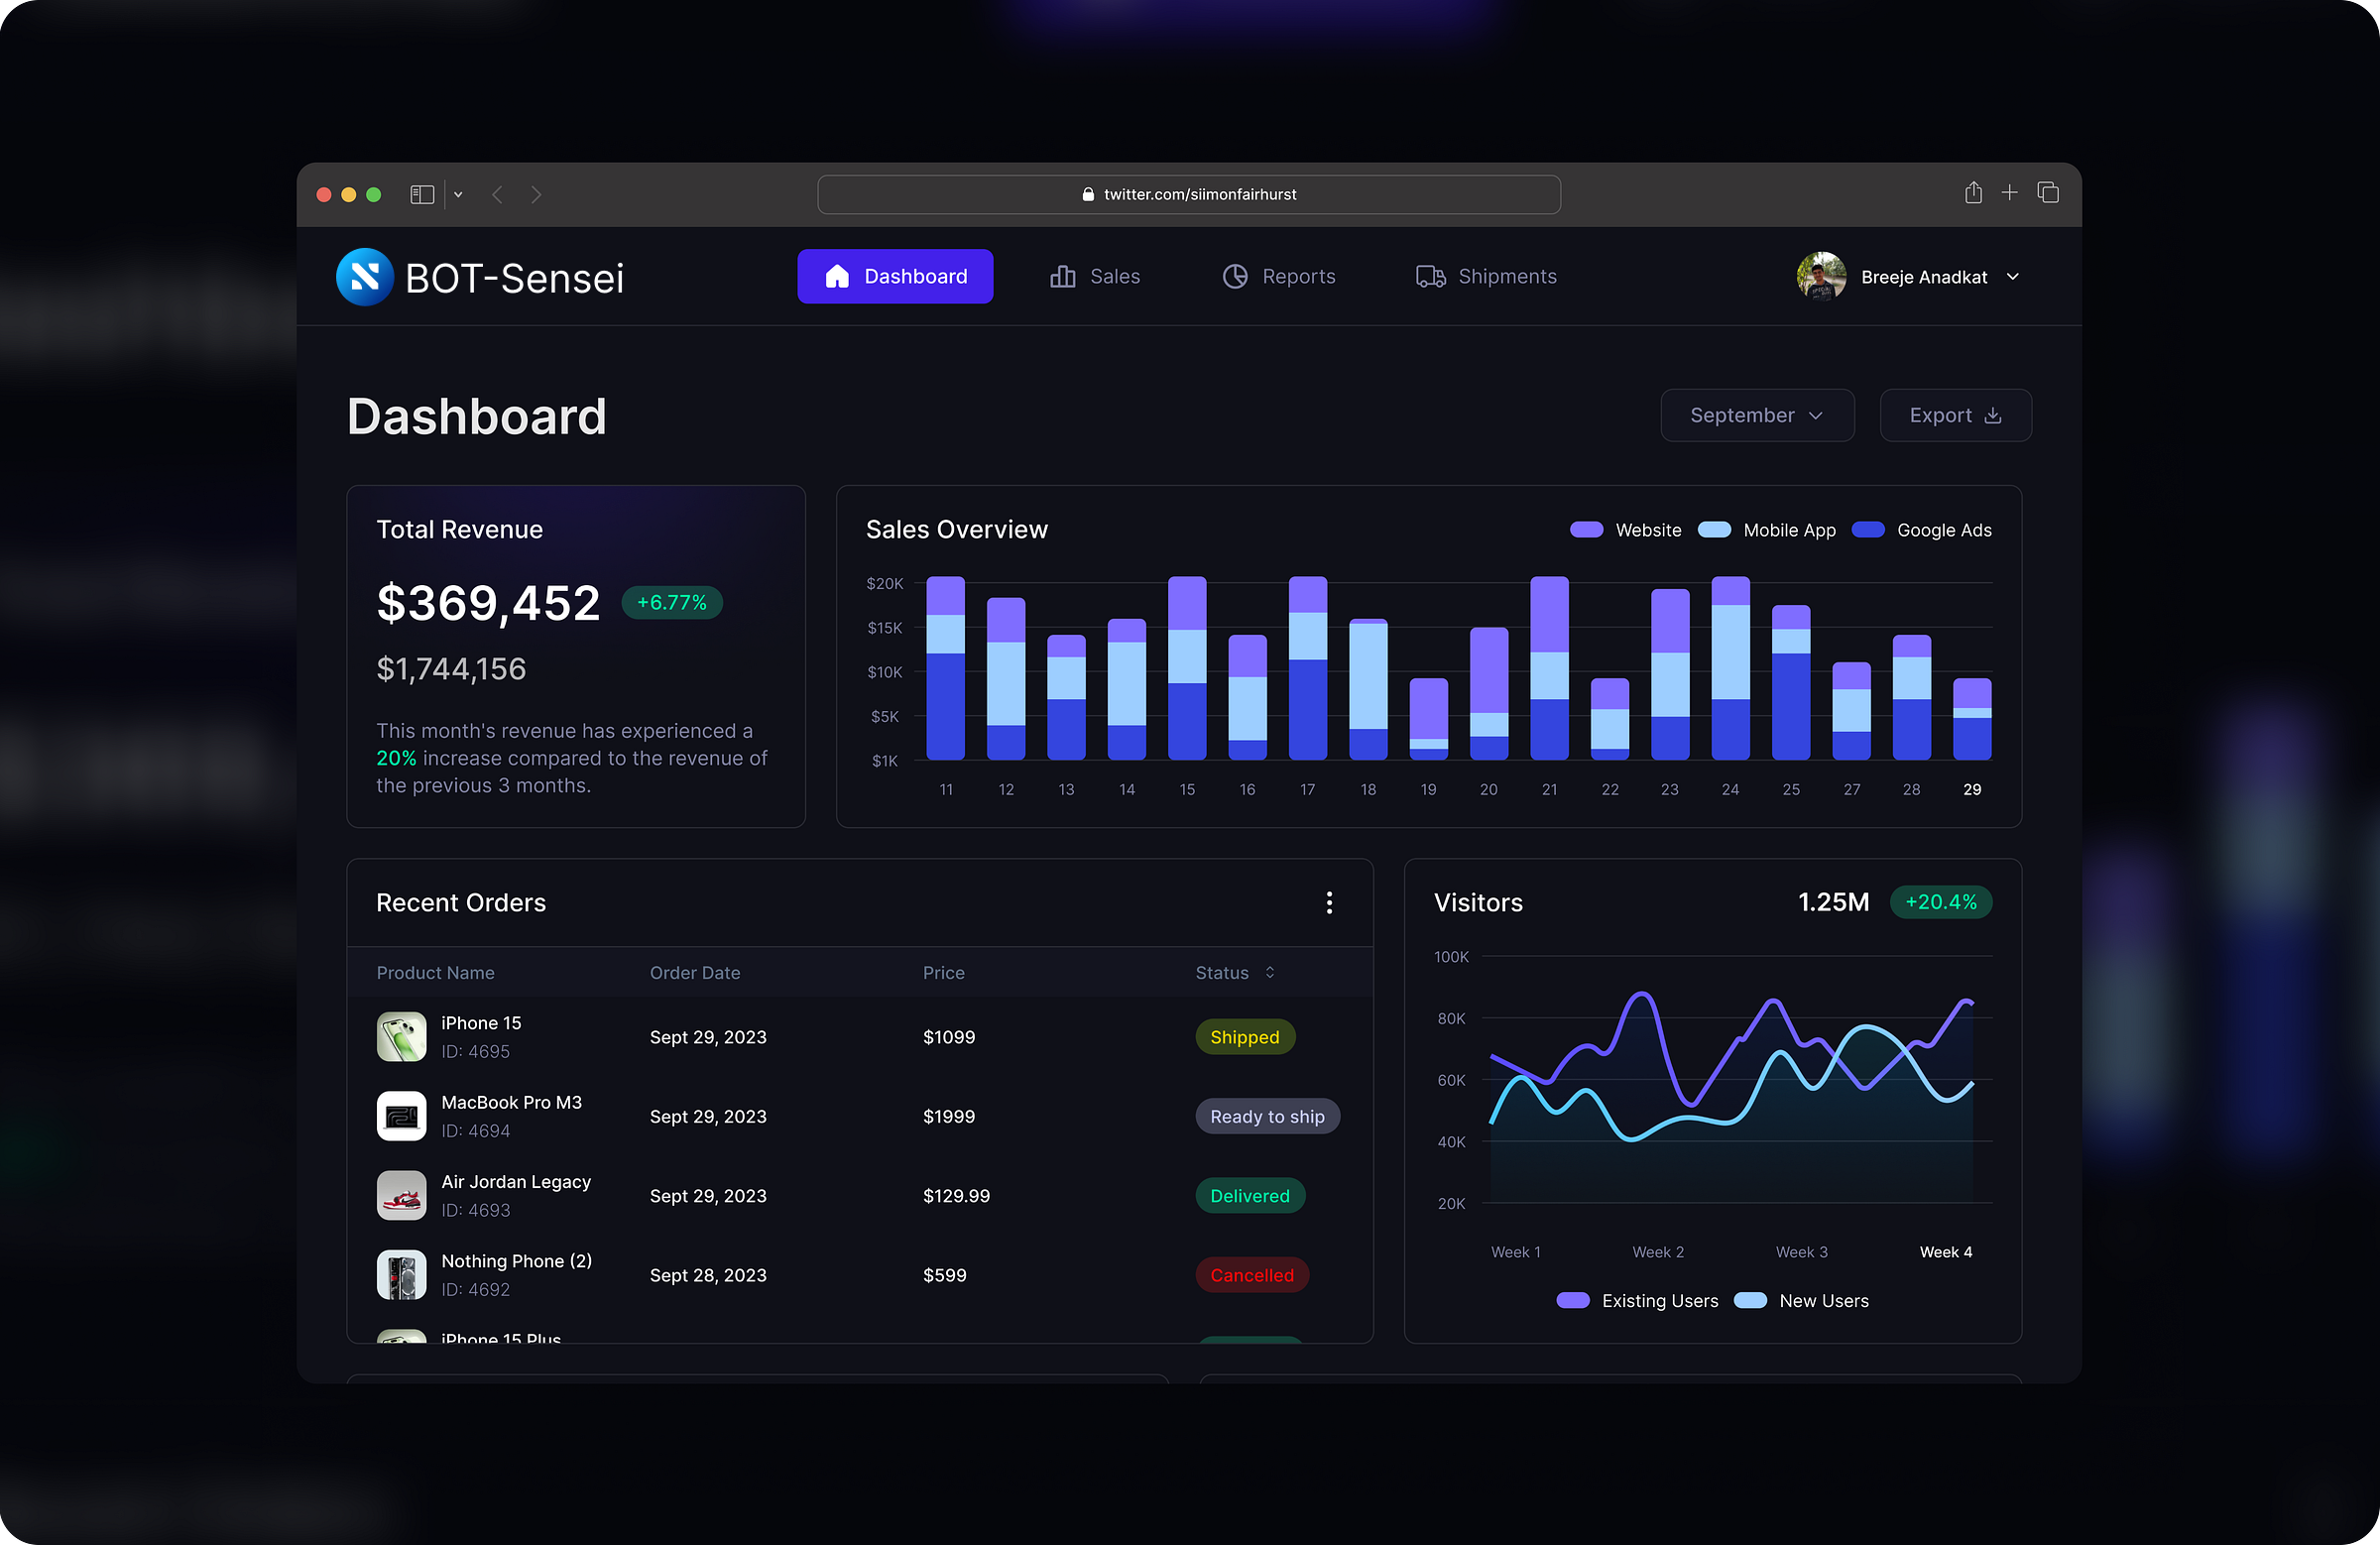 twitter.com/siimonfairhurst
BOT-Sensei
Dashboard
Sales
Reports
Shipments
Breeje Anadkat
Dashboard
September
Export
Total Revenue
$369,452
+6.77%
$1,744,156
This month's revenue has experienced a
20% increase compared to the revenue of
the previous 3 months.
Sales Overview
Website
Mobile App
Google Ads
$20K
$15K
$10K
$5K
$1K
11 12 13 14 15 16 17 18 19 20 21 22 23 24 25 27 28 29
Recent Orders
Product Name Order Date Price Status
iPhone 15
ID: 4695
Sept 29, 2023
$1099
Shipped
MacBook Pro M3
ID: 4694
Sept 29, 2023
$1999
Ready to ship
Air Jordan Legacy
ID: 4693
Sept 29, 2023
$129.99
Delivered
Nothing Phone (2)
ID: 4692
Sept 28, 2023
$599
Cancelled
iPhone 15 Plus
Visitors
1.25M
+20.4%
100K
80K
60K
40K
20K
Week 1 Week 2 Week 3 Week 4
Existing Users
New Users